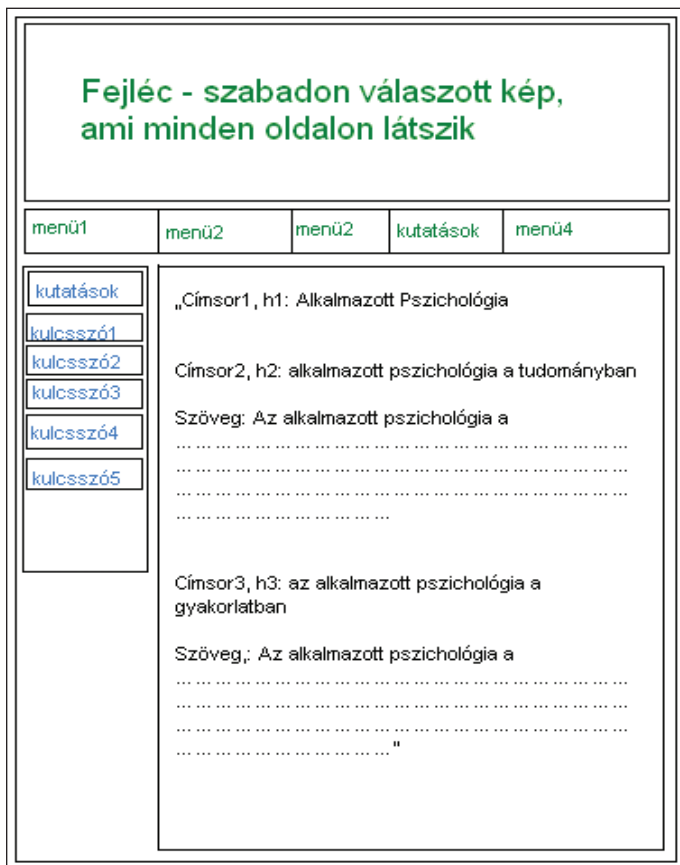 Fejléc - szabadon válaszott kép,
ami minden oldalon látszik
menü1
menü2
menü2
kutatások
menü4
kutatások
kulcsszó1
kulcsszó2
kulcsszó3
kulcsszó4
kulcsszó5
„Címsor1, h1: Alkalmazott Pszichológia
Címsor2, h2: alkalmazott pszichológia a tudományban
Szöveg: Az alkalmazott pszichológia a
… … … … … … … … … … … … … … … … …
… … … … … … … … … … … … … … … … …
… … … … … … … … … … … … … … … … …
… … … … … … … …
Címsor3, h3: az alkalmazott pszichológia a
gyakorlatban
Szöveg,: Az alkalmazott pszichológia a
… … … … … … … … … … … … … … … … …
… … … … … … … … … … … … … … … … …
… … … … … … … … … … … … … … … … …
… … … … … … … …"